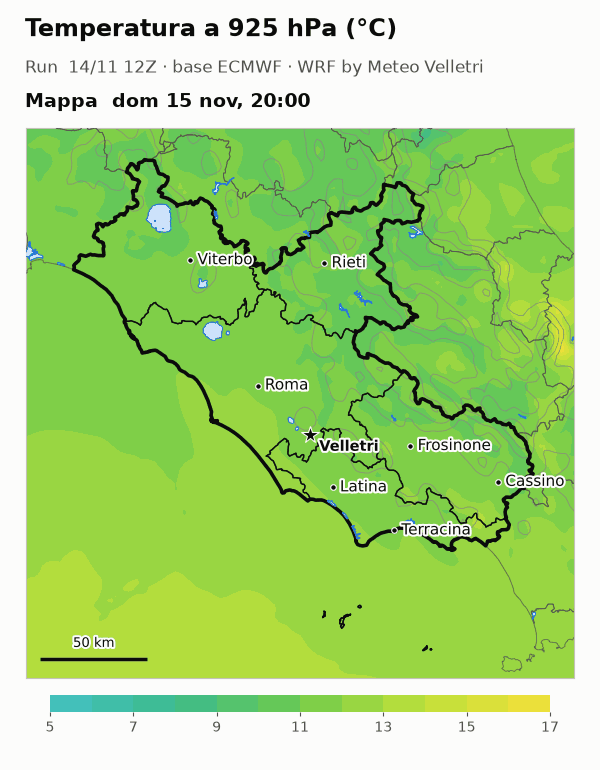 Temperatura a 925 hPa (°C)
Run  14/11 12Z · base ECMWF · WRF by Meteo Velletri
Mappa  dom 15 nov, 20:00
Viterbo
Rieti
Roma
Velletri
Frosinone
Latina
Cassino
Terracina
50 km
5 7 9 11 13 15 17